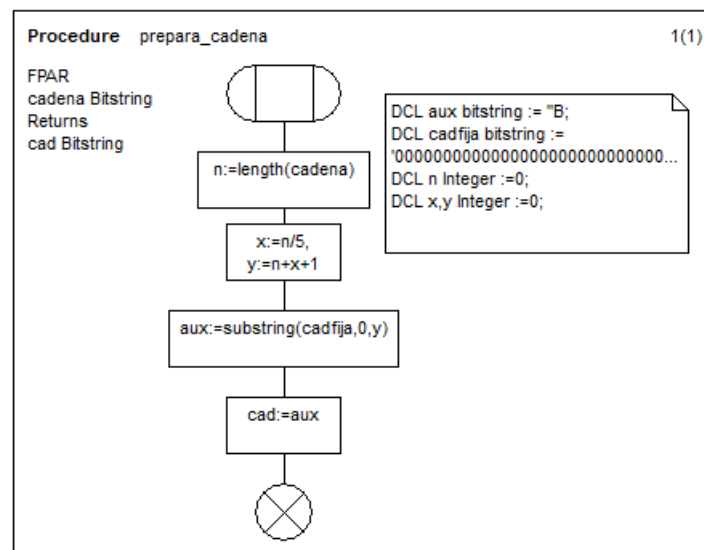 Procedure prepara_cadena 1(1)
FPAR
cadena Bitstring
Returns
cad Bitstring
DCL aux bitstring := ''B;
DCL cadfija bitstring :=
'0000000000000000000000000000...
DCL n Integer :=0;
DCL x,y Integer :=0;
n:=length(cadena)
x:=n/5,
y:=n+x+1
aux:=substring(cadfija,0,y)
cad:=aux